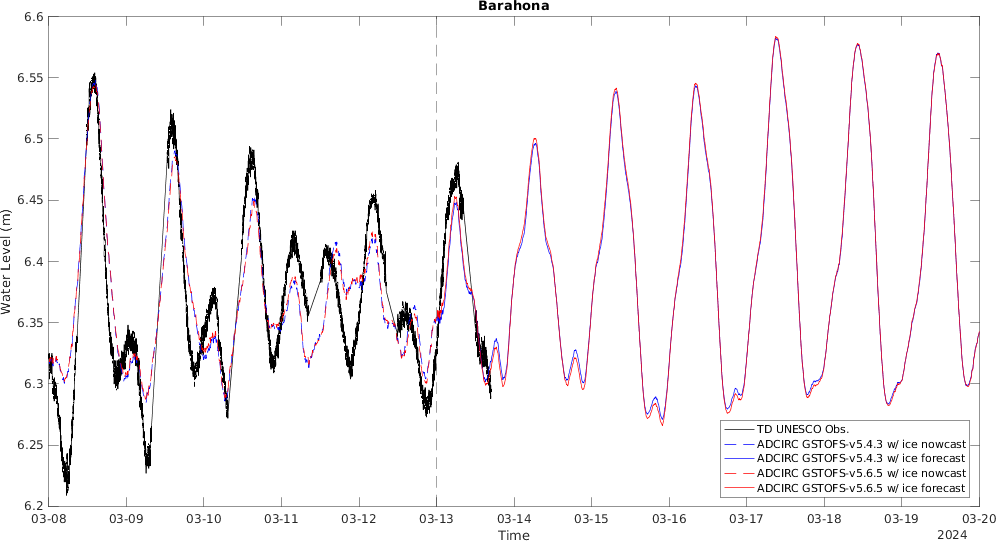 Barahona
Water Level (m)
6.6
6.55
6.5
6.45
6.4
6.35
6.3
6.25
6.2
TD UNESCO Obs.
ADCIRC GSTOFS-v5.4.3 w/ ice nowcast
ADCIRC GSTOFS-v5.4.3 w/ ice forecast
ADCIRC GSTOFS-v5.6.5 w/ ice nowcast
ADCIRC GSTOFS-v5.6.5 w/ ice forecast
03-08 03-09 03-10 03-11 03-12 03-13 03-14 03-15 03-16 03-17 03-18 03-19 03-20
Time
2024